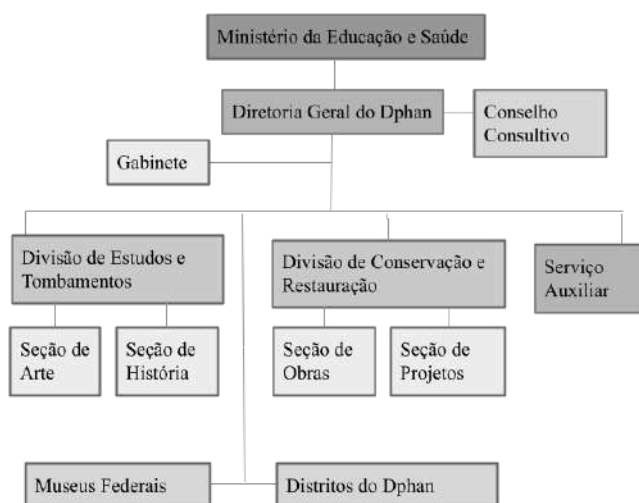 Ministério da Educação e Saúde
Diretoria Geral do Dphan
Conselho
Consultivo
Gabinete
Divisão de Estudos e
Tombamentos
Divisão de Conservação e
Restauração
Serviço
Auxiliar
Seção de
Arte
Seção de
História
Seção de
Obras
Seção de
Projetos
Museus Federais
Distritos do Dphan